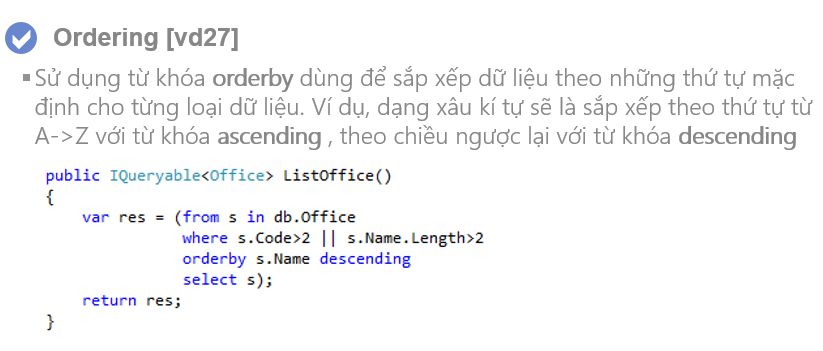 Ordering [vd27]
▪Sử dụng từ khóa orderby dùng để sắp xếp dữ liệu theo những thứ tự mặc
định cho từng loại dữ liệu. Ví dụ, dạng xâu kí tự sẽ là sắp xếp theo thứ tự từ
A->Z với từ khóa ascending , theo chiều ngược lại với từ khóa descending
public IQueryable<Office> ListOffice()
{
    var res = (from s in db.Office
               where s.Code>2 || s.Name.Length>2
               orderby s.Name descending
               select s);
    return res;
}